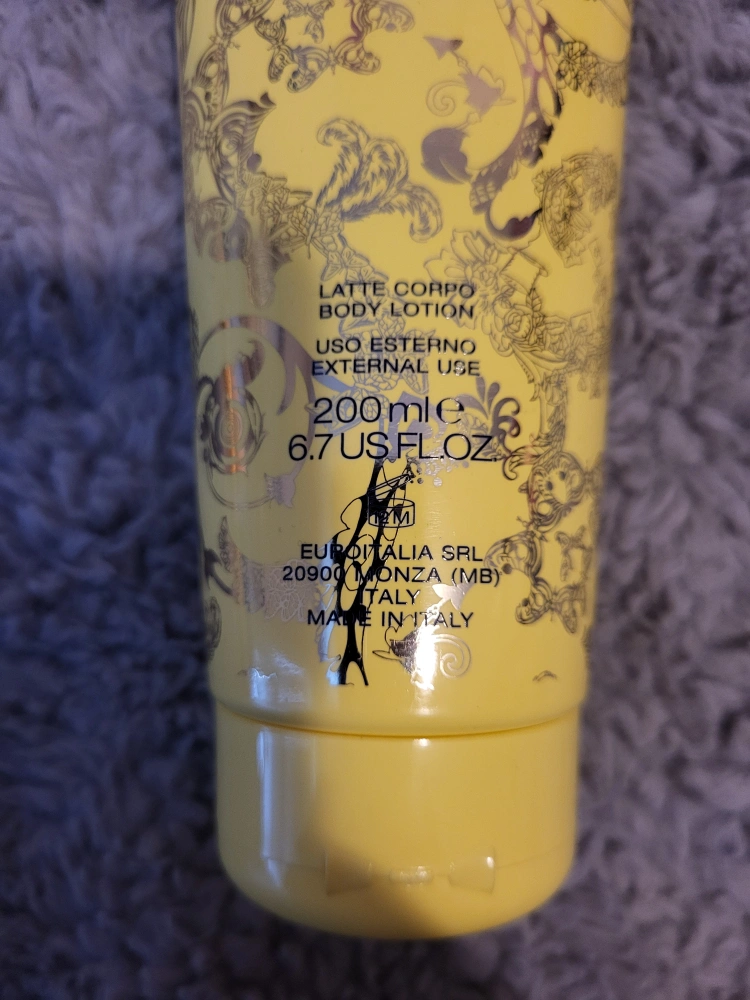 LATTE CORPO
BODY LOTION
USO ESTERNO
EXTERNAL USE
200 ml e
6.7 US FL.OZ.
12M
EUROITALIA SRL
20900 MONZA (MB)
ITALY
MADE IN ITALY